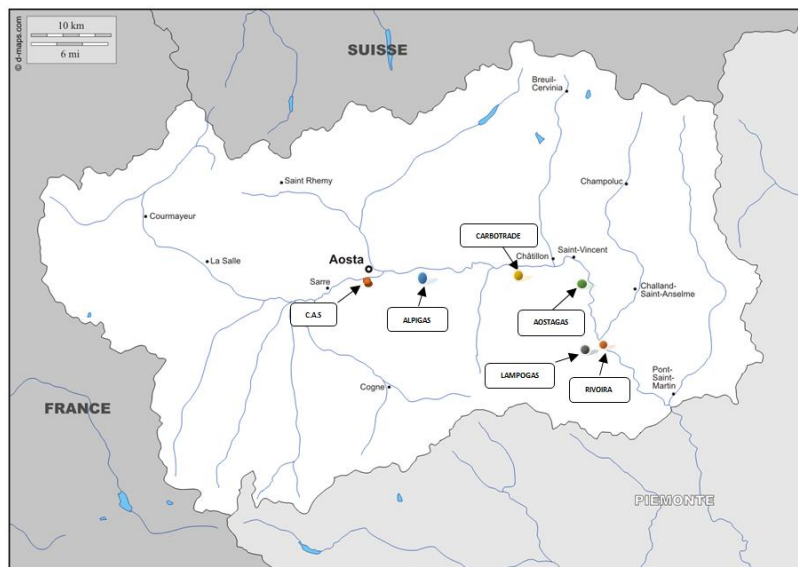 10 km
6 mi
© d-maps.com
SUISSE
Breuil-
Cervinia
Saint Rhemy
Champoluc
Courmayeur
CARBOTRADE
La Salle
Aosta
Châtillon
Saint-Vincent
Sarre
Challand-
Saint-Anselme
C.A.S
ALPIGAS
AOSTAGAS
LAMPOGAS
RIVOIRA
Cogne
Pont-
Saint-
Martin
FRANCE
PIEMONTE